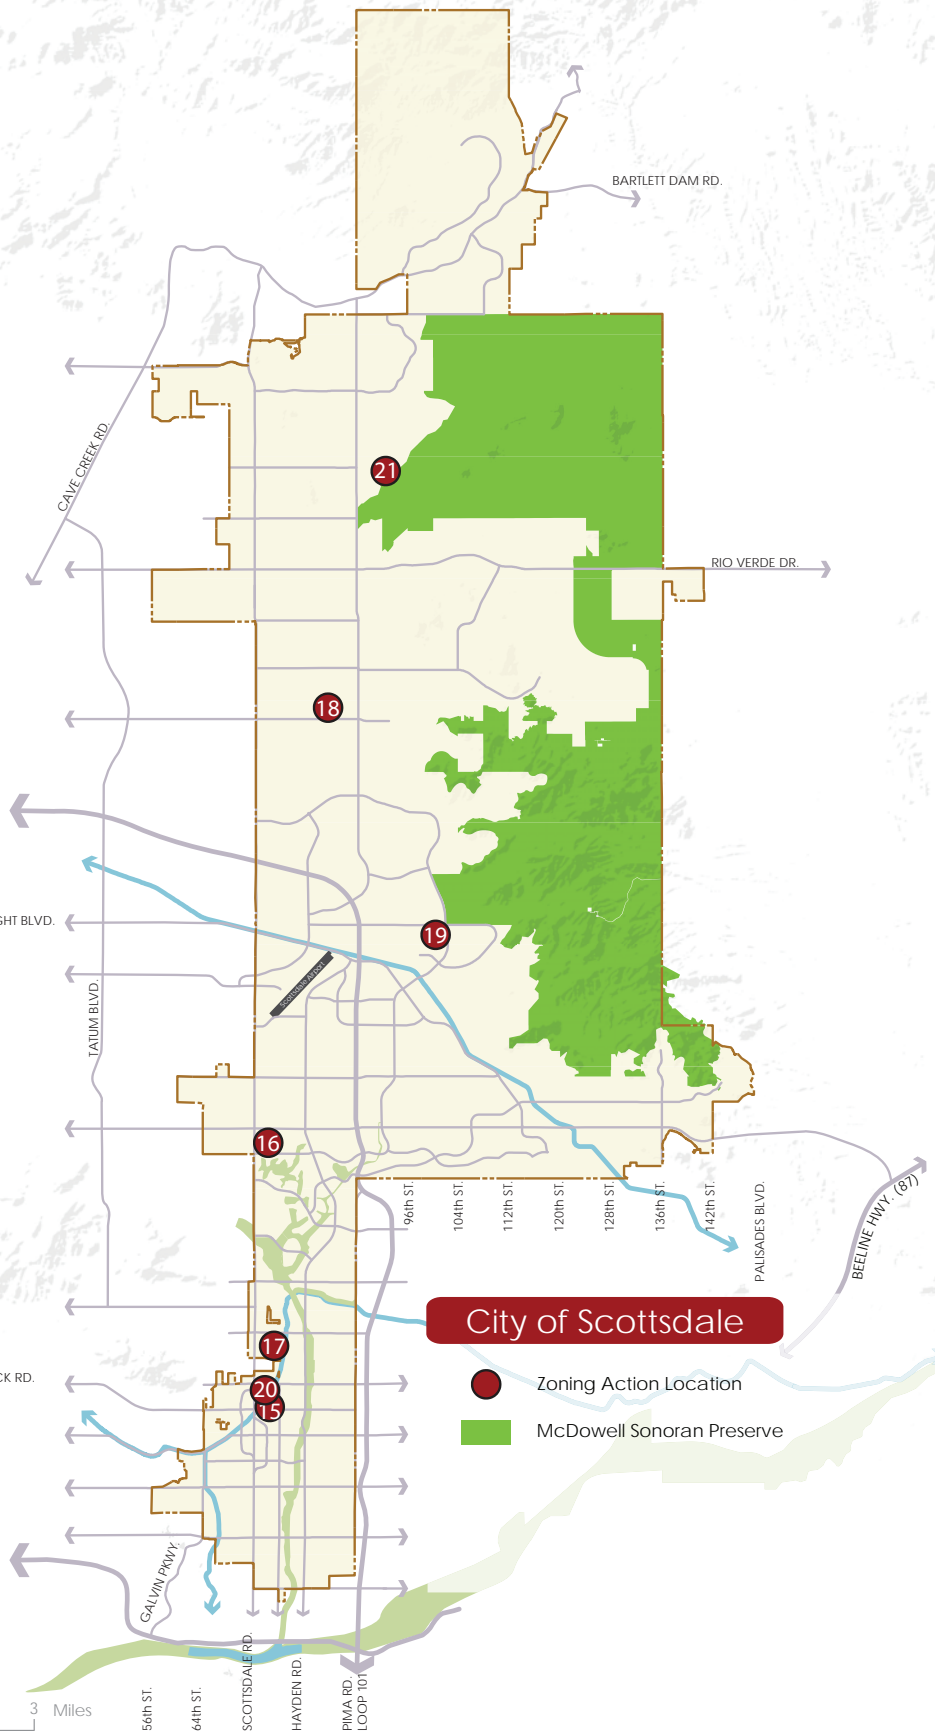 BARTLETT DAM RD.
CAVE CREEK RD.
21
RIO VERDE DR.
18
GHT BLVD.
19
Scottsdale Airport
TATUM BLVD.
16
96th ST.
104th ST.
112th ST.
120th ST.
128th ST.
136th ST.
142th ST.
PALISADES BLVD.
BEELINE HWY. (87)
City of Scottsdale
17
CK RD.
20
15
Zoning Action Location
McDowell Sonoran Preserve
GALVIN PKWY.
3 Miles
56th ST.
64th ST.
SCOTTSDALE RD.
HAYDEN RD.
PIMA RD.
LOOP 101